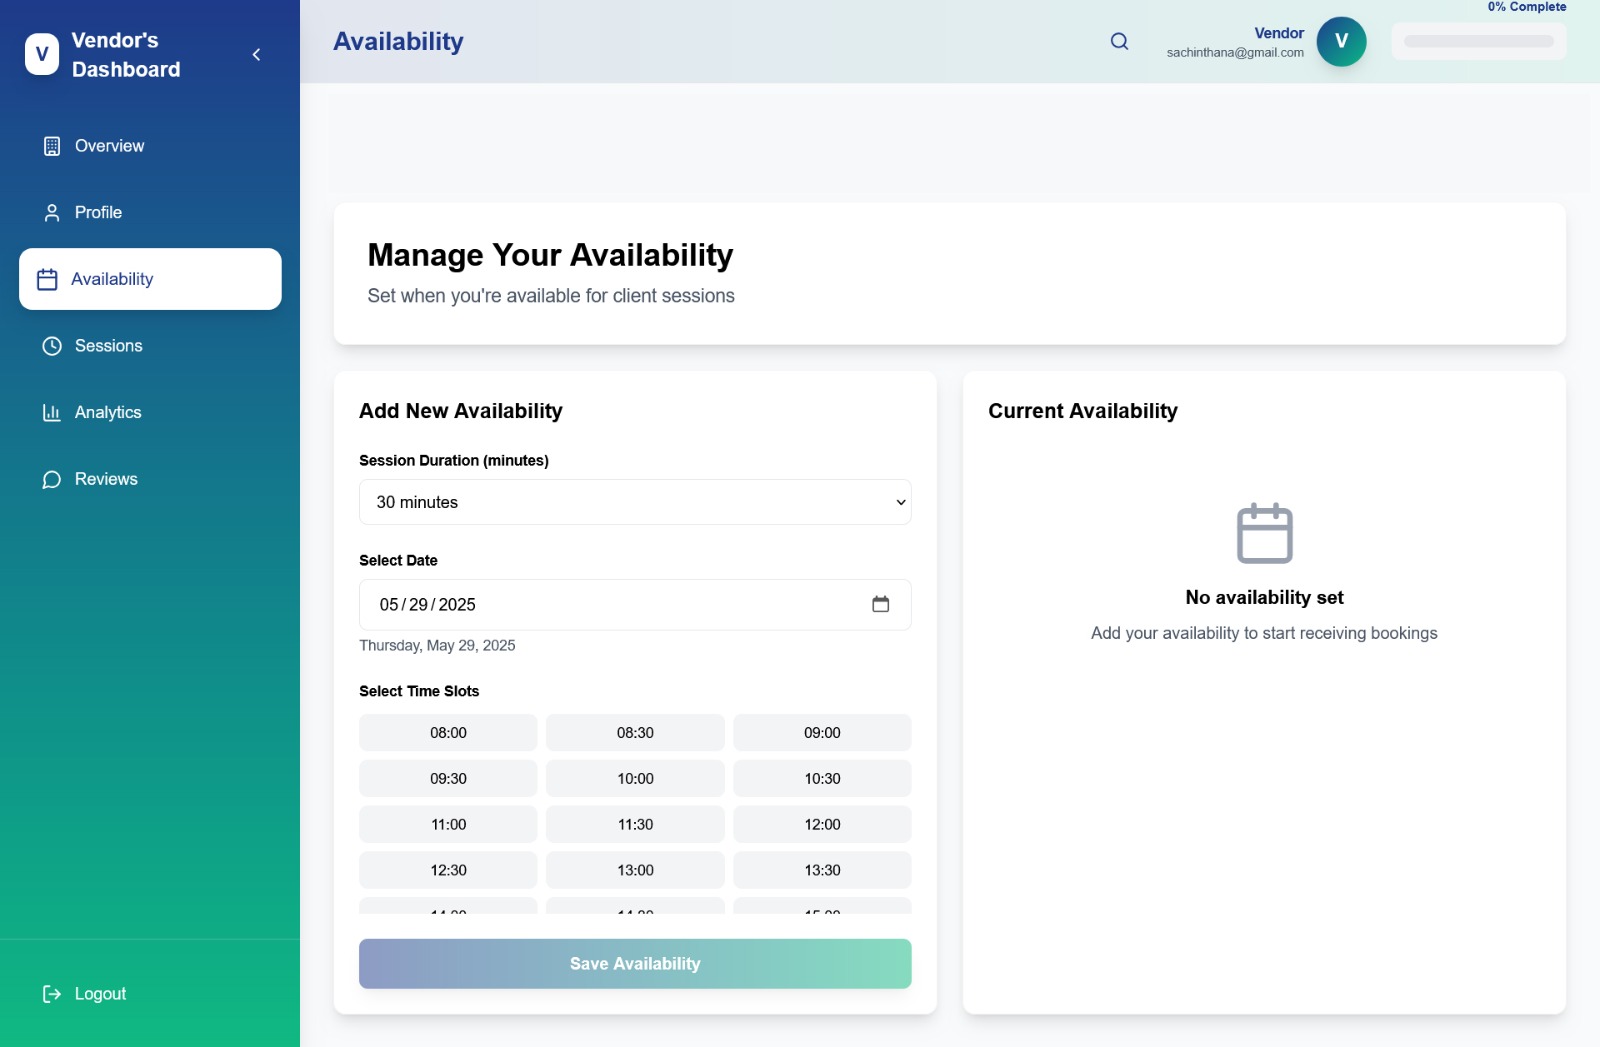 V
Vendor's
Dashboard
Overview
Profile
Availability
Sessions
Analytics
Reviews
Logout
Availability
Vendor
sachinthana@gmail.com
V
0% Complete
Manage Your Availability
Set when you're available for client sessions
Add New Availability
Session Duration (minutes)
30 minutes
Select Date
05/29/2025
Thursday, May 29, 2025
Select Time Slots
08:00 08:30 09:00
09:30 10:00 10:30
11:00 11:30 12:00
12:30 13:00 13:30
Save Availability
Current Availability
No availability set
Add your availability to start receiving bookings